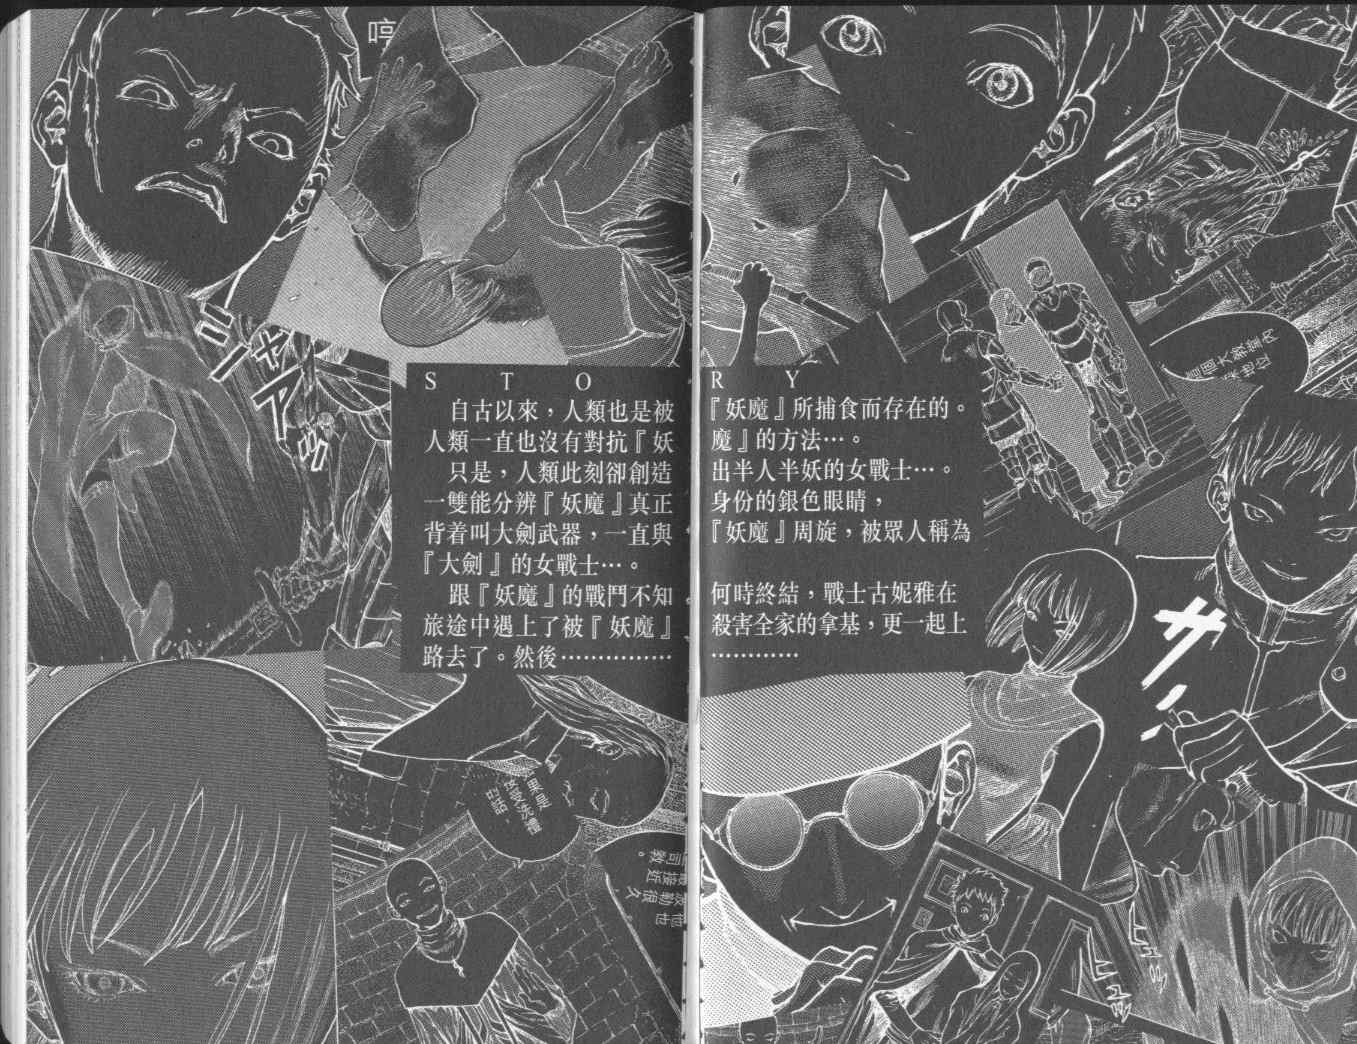 STORY
自古以來，人類也是被『妖魔』所捕食而存在的。
人類一直也沒有對抗『妖魔』的方法…。
只是，人類此刻卻創造出半人半妖的女戰士…。
一雙能分辨『妖魔』真正身份的銀色眼睛，
背着叫大劍武器，一直與『妖魔』周旋，被眾人稱為
『大劍』的女戰士…。
跟『妖魔』的戰鬥不知何時終結，戰士古妮雅在
旅途中遇上了被『妖魔』殺害全家的拿基，更一起上
路去了。然後…………………………